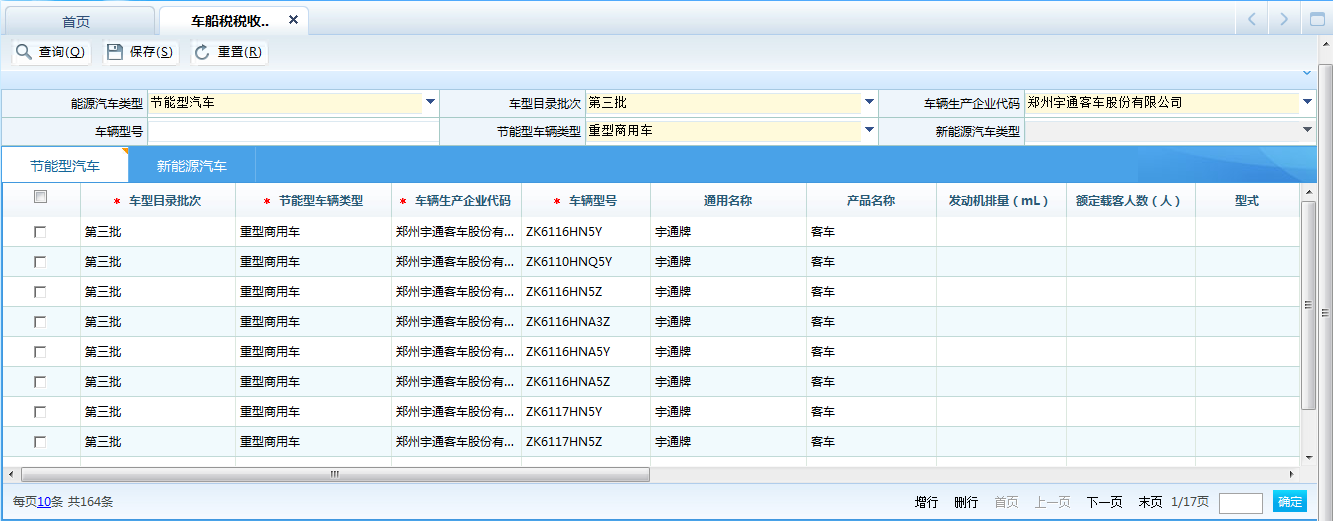 首页 车船税税收.. ×
查询(Q) 保存(S) 重置(R)
能源汽车类型 节能型汽车 车型目录批次 第三批 车辆生产企业代码 郑州宇通客车股份有限公司
车辆型号 节能型车辆类型 重型商用车 新能源汽车类型
节能型汽车 新能源汽车
* 车型目录批次 * 节能型车辆类型 * 车辆生产企业代码 * 车辆型号 通用名称 产品名称 发动机排量（mL） 额定载客人数（人） 型式
第三批 重型商用车 郑州宇通客车股份有... ZK6116HN5Y 宇通牌 客车
第三批 重型商用车 郑州宇通客车股份有... ZK6110HNQ5Y 宇通牌 客车
第三批 重型商用车 郑州宇通客车股份有... ZK6116HN5Z 宇通牌 客车
第三批 重型商用车 郑州宇通客车股份有... ZK6116HNA3Z 宇通牌 客车
第三批 重型商用车 郑州宇通客车股份有... ZK6116HNA5Y 宇通牌 客车
第三批 重型商用车 郑州宇通客车股份有... ZK6116HNA5Z 宇通牌 客车
第三批 重型商用车 郑州宇通客车股份有... ZK6117HN5Y 宇通牌 客车
第三批 重型商用车 郑州宇通客车股份有... ZK6117HN5Z 宇通牌 客车
每页10条 共164条 增行 删行 首页 上一页 下一页 末页 1/17页 确定